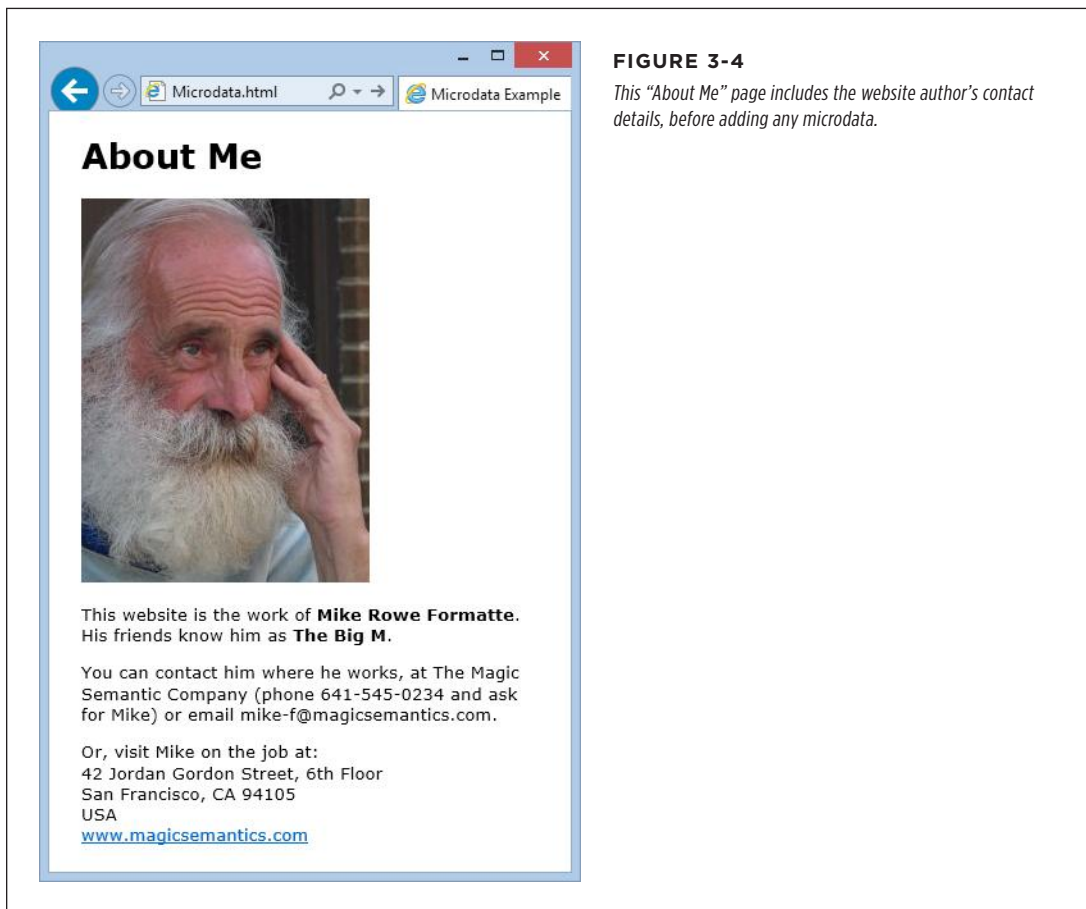 Microdata.html
Microdata Example
About Me
This website is the work of Mike Rowe Formatte.
His friends know him as The Big M.
You can contact him where he works, at The Magic
Semantic Company (phone 641-545-0234 and ask
for Mike) or email mike-f@magicsemantics.com.
Or, visit Mike on the job at:
42 Jordan Gordon Street, 6th Floor
San Francisco, CA 94105
USA
www.magicsemantics.com
FIGURE 3-4
This “About Me” page includes the website author’s contact
details, before adding any microdata.